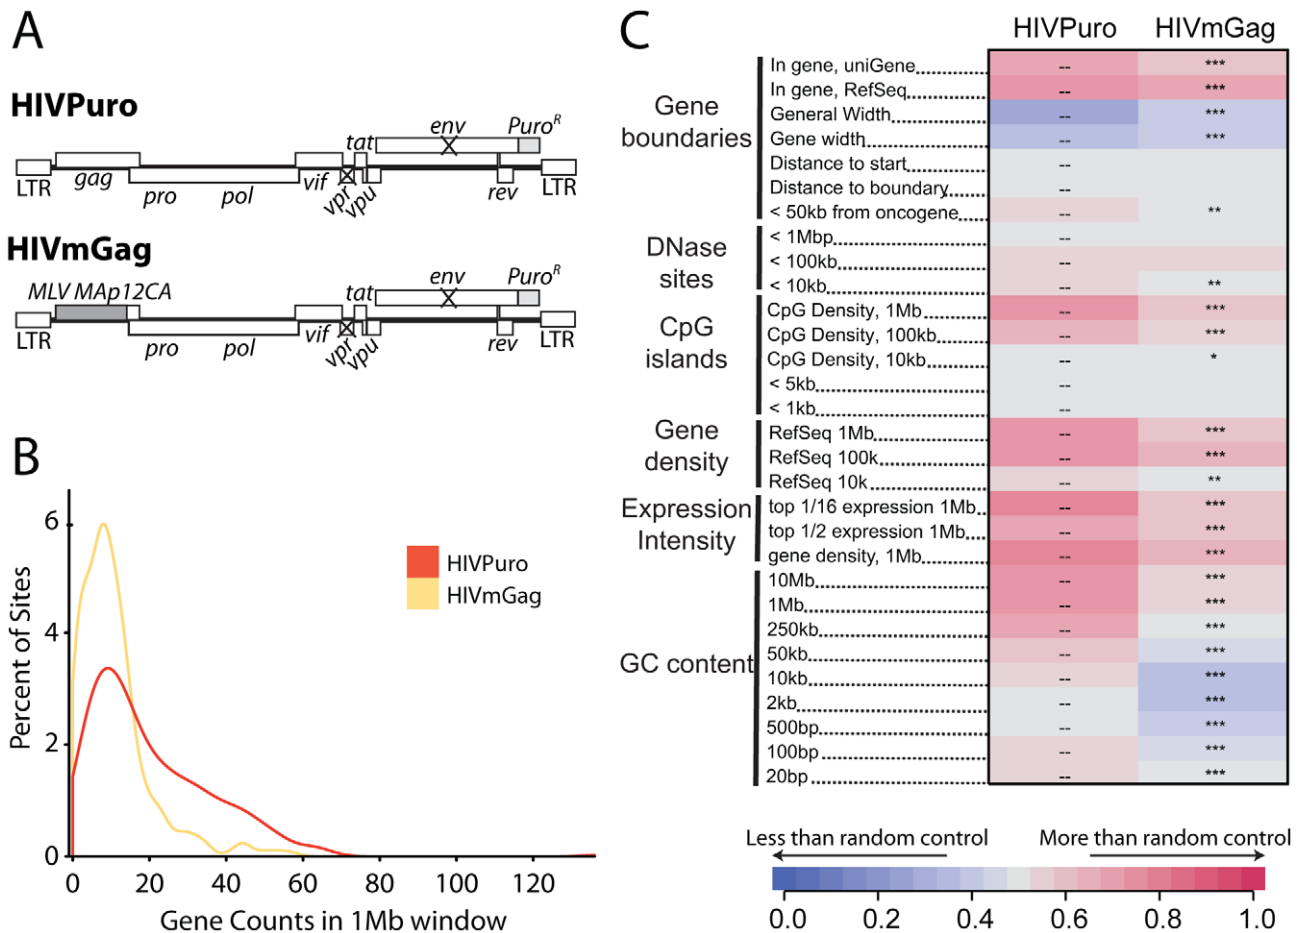 A
HIVPuro
LTR
gag
pro
pol
vif
vpr
tat
vpu
env
Puro^R
rev
LTR
HIVmGag
MLV MAp12CA
LTR
pro
pol
vif
vpr
tat
vpu
env
Puro^R
rev
LTR
B
Percent of Sites
6
4
2
0
HIVPuro
HIVmGag
0 20 40 60 80 100 120
Gene Counts in 1Mb window
C
HIVPuro HIVmGag
Gene boundaries
In gene, uniGene -- ***
In gene, RefSeq -- ***
General Width -- ***
Gene width -- ***
Distance to start --
Distance to boundary --
< 50kb from oncogene -- **
DNase sites
< 1Mbp --
< 100kb --
< 10kb -- **
CpG islands
CpG Density, 1Mb -- ***
CpG Density, 100kb -- ***
CpG Density, 10kb -- *
< 5kb --
< 1kb --
Gene density
RefSeq 1Mb -- ***
RefSeq 100k -- ***
RefSeq 10k -- **
Expression Intensity
top 1/16 expression 1Mb -- ***
top 1/2 expression 1Mb -- ***
gene density, 1Mb -- ***
GC content
10Mb -- ***
1Mb -- ***
250kb -- ***
50kb -- ***
10kb -- ***
2kb -- ***
500bp -- ***
100bp -- ***
20bp -- ***
Less than random control More than random control
0.0 0.2 0.4 0.6 0.8 1.0